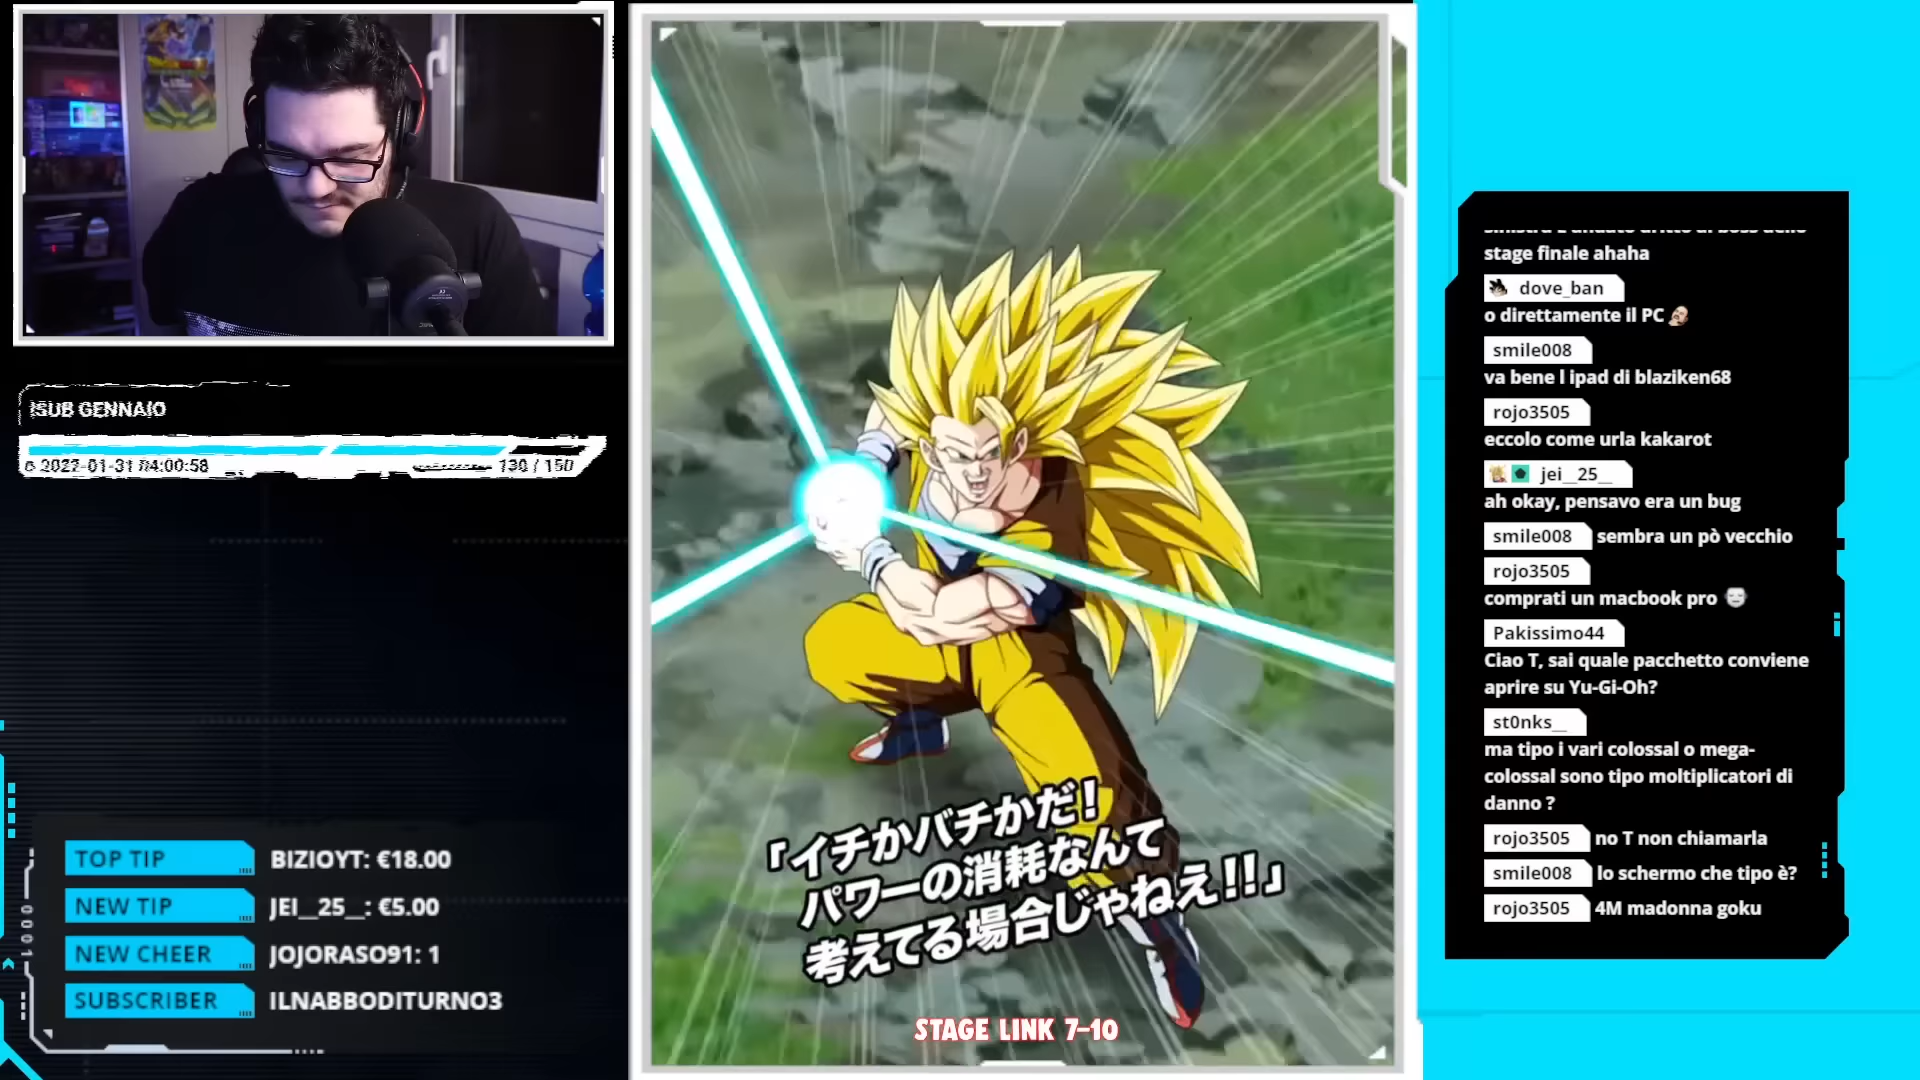 !SUB GENNAIO
2022-01-31 04:00:58
130 / 150
TOP TIP
BIZIOYT: €18.00
NEW TIP
JEI__25__: €5.00
NEW CHEER
JOJORASO91: 1
SUBSCRIBER
ILNABBODITURNO3
「イチかバチかだ!
パワーの消耗なんて
考えてる場合じゃねえ!!」
STAGE LINK 7-10
stage finale ahaha
dove_ban
o direttamente il PC
smile008
va bene l ipad di blaziken68
rojo3505
eccolo come urla kakarot
jei__25__
ah okay, pensavo era un bug
smile008 sembra un pò vecchio
rojo3505
comprati un macbook pro
Pakissimo44
Ciao T, sai quale pacchetto conviene
aprire su Yu-Gi-Oh?
st0nks__
ma tipo i vari colossal o mega-
colossal sono tipo moltiplicatori di
danno ?
rojo3505 no T non chiamarla
smile008 lo schermo che tipo è?
rojo3505 4M madonna goku